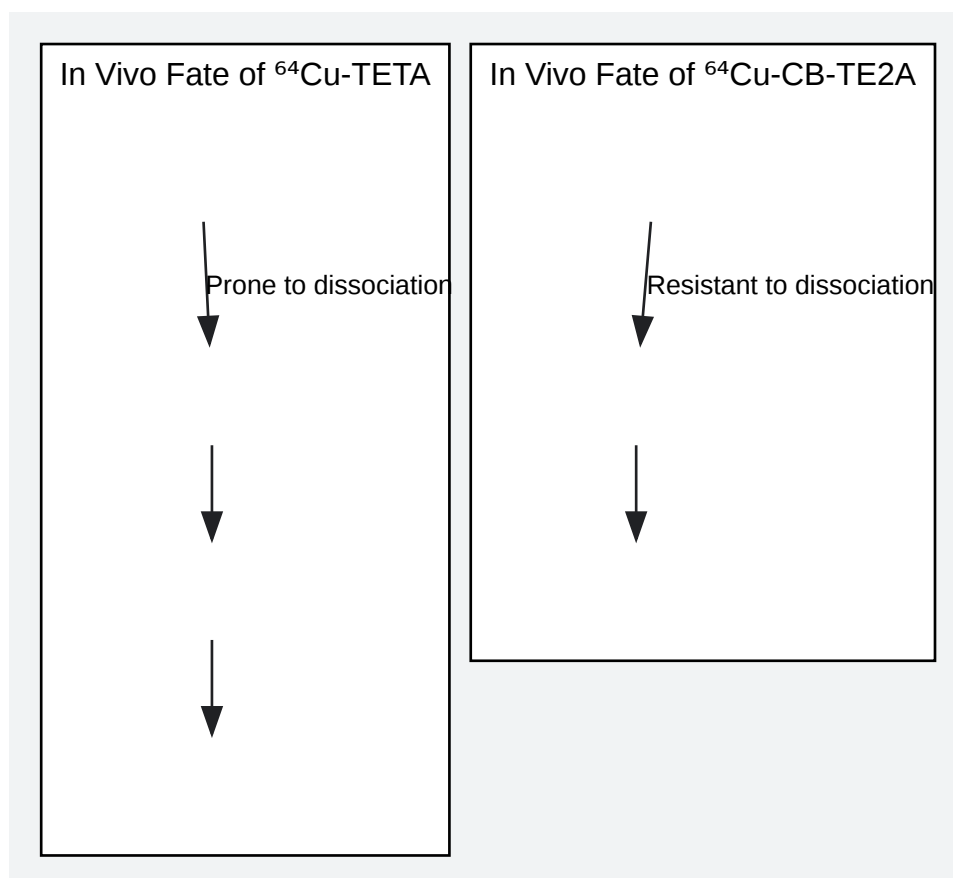 In Vivo Fate of ⁶⁴Cu-TETA
Prone to dissociation
In Vivo Fate of ⁶⁴Cu-CB-TE2A
Resistant to dissociation